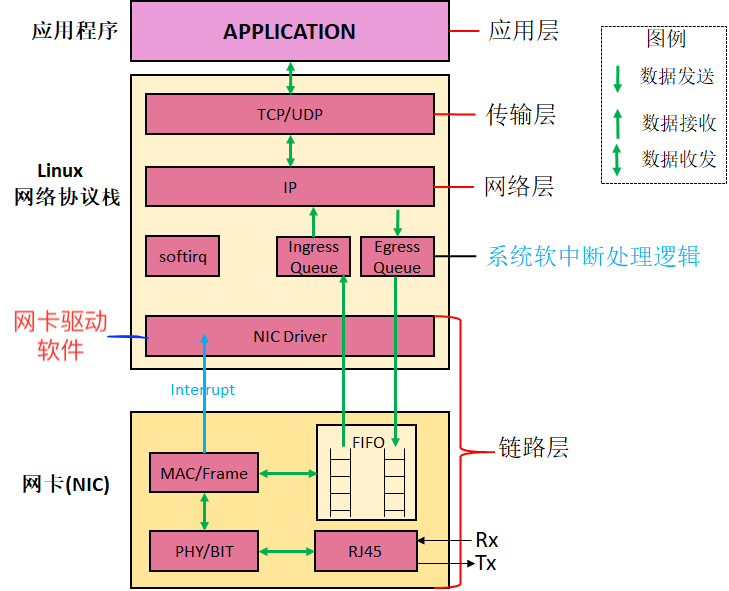 应用程序
APPLICATION
应用层
图例
数据发送
数据接收
数据收发
TCP/UDP
传输层
Linux
网络协议栈
IP
网络层
softirq
Ingress
Queue
Egress
Queue
系统软中断处理逻辑
网卡驱动
软件
NIC Driver
Interrupt
链路层
网卡(NIC)
FIFO
MAC/Frame
PHY/BIT
RJ45
Rx
Tx